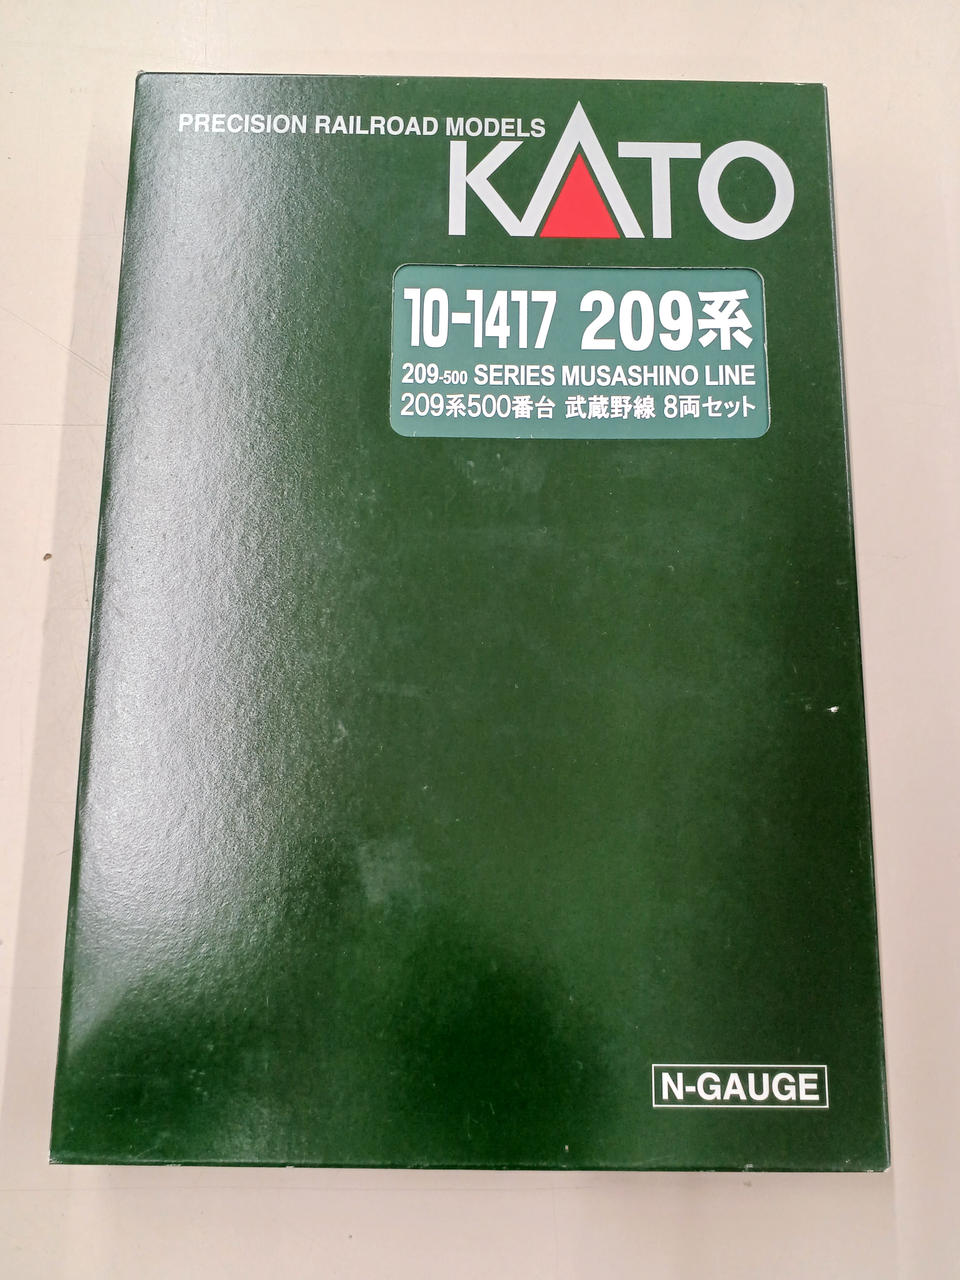 PRECISION RAILROAD MODELS
KATO
10-1417 209系
209-500 SERIES MUSASHINO LINE
209系500番台 武蔵野線 8両セット
N-GAUGE